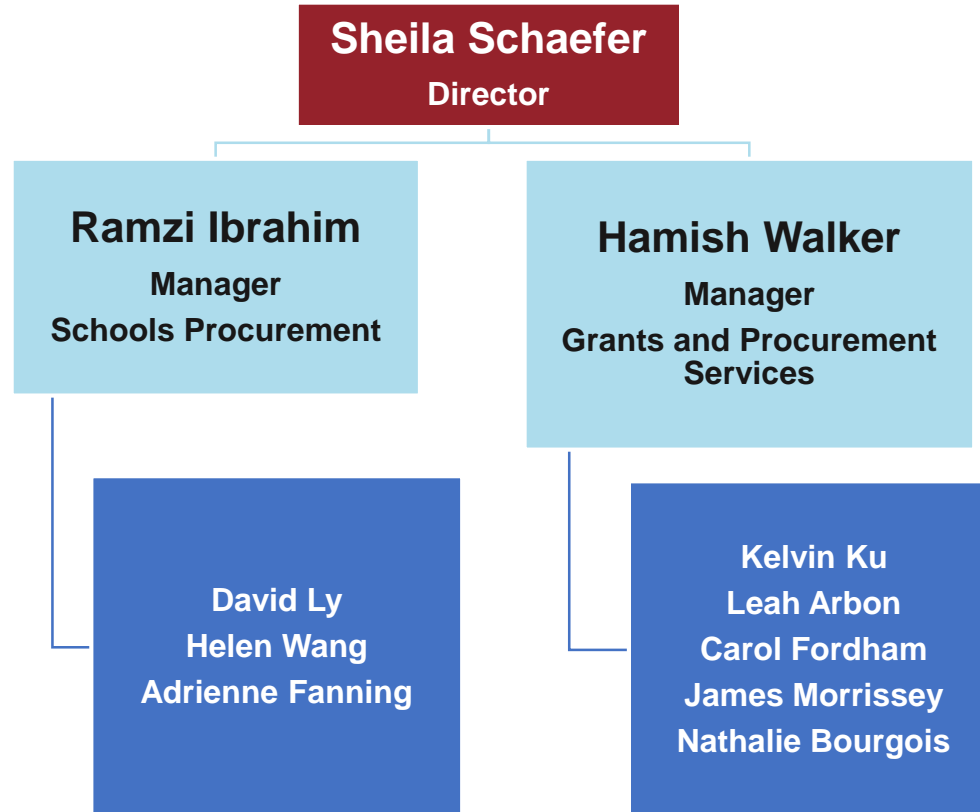 Sheila Schaefer
Director
Ramzi Ibrahim
Manager
Schools Procurement
Hamish Walker
Manager
Grants and Procurement
Services
David Ly
Helen Wang
Adrienne Fanning
Kelvin Ku
Leah Arbon
Carol Fordham
James Morrissey
Nathalie Bourgois